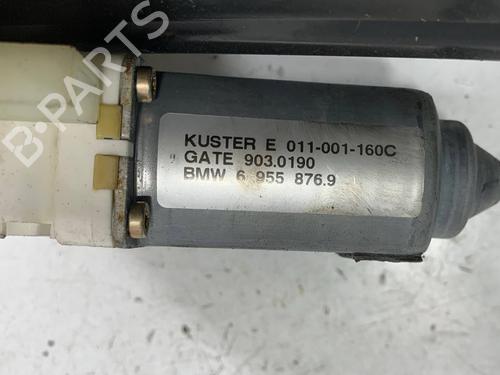 B-PARTS
KUSTER E 011-001-160C
GATE 903.0190
BMW 6 955 876.9